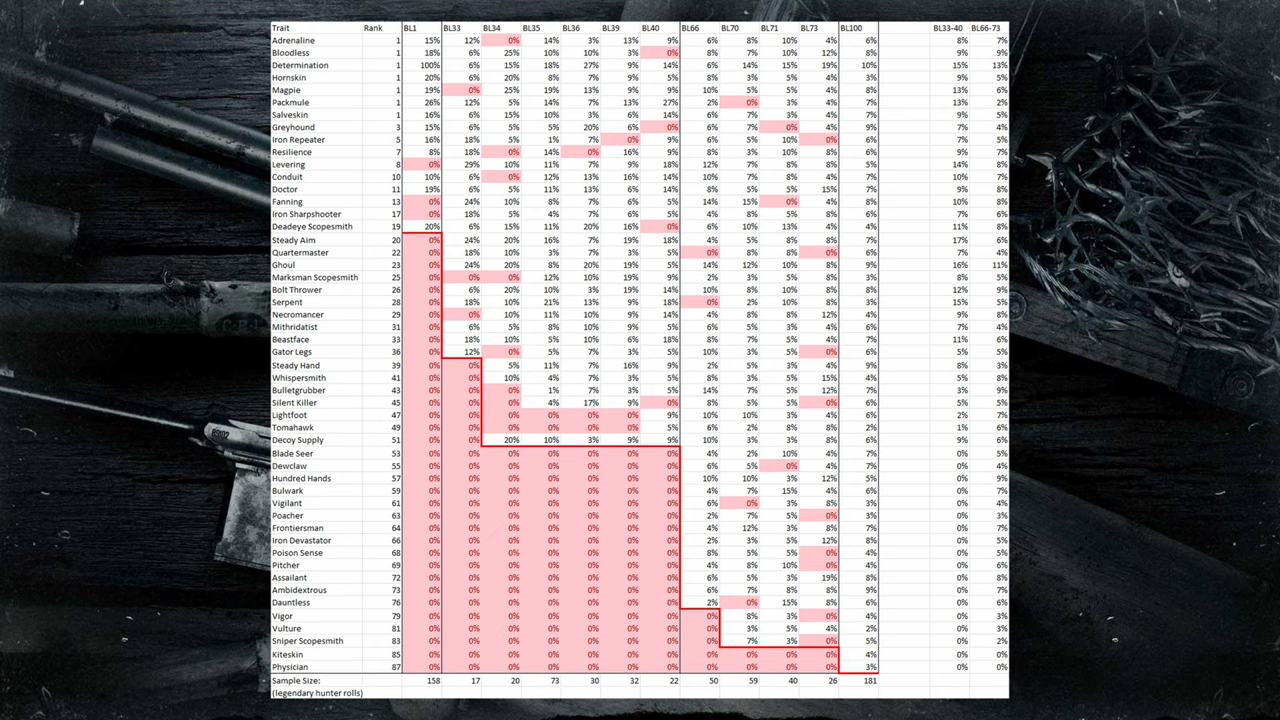 Trait Rank BL1 BL33 BL34 BL35 BL36 BL39 BL40 BL66 BL70 BL71 BL73 BL100 BL33-40 BL66-73
Adrenaline 1 15% 12% 0% 14% 3% 13% 9% 6% 8% 10% 4% 6% 8% 7%
Bloodless 1 18% 6% 25% 10% 10% 3% 0% 8% 7% 10% 12% 8% 9% 9%
Determination 1 100% 6% 15% 18% 27% 9% 14% 6% 14% 15% 19% 10% 15% 13%
Hornskin 1 20% 6% 20% 8% 7% 9% 5% 8% 3% 5% 4% 3% 9% 5%
Magpie 1 19% 0% 25% 19% 13% 9% 9% 10% 5% 5% 4% 8% 13% 6%
Packmule 1 26% 12% 5% 14% 7% 13% 27% 2% 0% 3% 4% 7% 13% 2%
Salveskin 1 16% 6% 15% 10% 3% 6% 14% 6% 7% 3% 4% 7% 9% 5%
Greyhound 3 15% 6% 5% 5% 20% 6% 0% 6% 7% 0% 4% 9% 7% 4%
Iron Repeater 5 16% 18% 5% 1% 7% 0% 9% 6% 5% 10% 0% 6% 7% 5%
Resilience 7 8% 18% 0% 14% 0% 16% 9% 8% 3% 10% 8% 6% 9% 7%
Levering 8 0% 29% 10% 11% 7% 9% 18% 12% 7% 8% 8% 5% 14% 8%
Conduit 10 10% 6% 0% 12% 13% 16% 14% 10% 7% 8% 4% 7% 10% 8%
Doctor 11 19% 6% 5% 11% 13% 6% 14% 8% 5% 5% 15% 7% 9% 8%
Fanning 13 0% 24% 10% 8% 7% 6% 5% 14% 15% 0% 4% 8% 10% 8%
Iron Sharpshooter 17 0% 18% 5% 4% 7% 6% 5% 4% 8% 5% 8% 4% 7% 6%
Deadeye Scopesmith 19 20% 6% 15% 11% 20% 16% 0% 6% 10% 13% 4% 4% 11% 8%
Steady Aim 20 0% 24% 20% 16% 7% 19% 18% 4% 5% 8% 8% 7% 17% 6%
Quartermaster 22 0% 18% 10% 3% 7% 3% 5% 0% 8% 8% 0% 8% 7% 4%
Ghoul 23 0% 24% 20% 8% 20% 19% 5% 14% 12% 10% 8% 9% 16% 11%
Marksman Scopesmith 25 0% 0% 0% 12% 10% 19% 9% 2% 3% 5% 8% 3% 8% 5%
Bolt Thrower 26 0% 6% 20% 10% 3% 19% 14% 10% 8% 8% 8% 3% 12% 9%
Serpent 28 0% 18% 10% 21% 13% 9% 18% 0% 2% 10% 8% 3% 15% 5%
Necromancer 29 0% 0% 10% 11% 10% 9% 14% 4% 8% 8% 12% 4% 9% 8%
Mithridatist 31 0% 6% 5% 8% 10% 9% 5% 6% 5% 3% 4% 6% 7% 4%
Beastface 33 0% 18% 10% 5% 10% 6% 18% 8% 7% 5% 4% 7% 11% 6%
Gator Legs 36 0% 12% 0% 5% 7% 3% 5% 10% 3% 5% 0% 6% 5% 5%
Steady Hand 39 0% 0% 5% 11% 7% 16% 9% 2% 5% 3% 4% 9% 8% 3%
Whispersmith 41 0% 0% 10% 4% 7% 3% 5% 8% 3% 5% 15% 4% 5% 8%
Bulletgrubber 43 0% 0% 0% 1% 7% 3% 5% 14% 7% 5% 12% 7% 3% 9%
Silent Killer 45 0% 0% 0% 4% 17% 9% 0% 8% 5% 5% 0% 6% 5% 5%
Lightfoot 47 0% 0% 0% 0% 0% 0% 9% 10% 10% 3% 4% 6% 2% 7%
Tomahawk 49 0% 0% 0% 0% 0% 0% 5% 6% 2% 8% 8% 2% 1% 6%
Decoy Supply 51 0% 0% 20% 10% 3% 9% 9% 10% 3% 3% 8% 6% 9% 6%
Blade Seer 53 0% 0% 0% 0% 0% 0% 0% 4% 2% 10% 4% 7% 0% 5%
Dewclaw 55 0% 0% 0% 0% 0% 0% 0% 6% 5% 0% 4% 7% 0% 4%
Hundred Hands 57 0% 0% 0% 0% 0% 0% 0% 10% 10% 3% 12% 5% 0% 9%
Bulwark 59 0% 0% 0% 0% 0% 0% 0% 4% 7% 15% 4% 6% 0% 7%
Vigilant 61 0% 0% 0% 0% 0% 0% 0% 6% 0% 3% 8% 3% 0% 4%
Poacher 63 0% 0% 0% 0% 0% 0% 0% 2% 7% 5% 0% 3% 0% 3%
Frontiersman 64 0% 0% 0% 0% 0% 0% 0% 4% 12% 3% 8% 7% 0% 7%
Iron Devastator 66 0% 0% 0% 0% 0% 0% 0% 2% 3% 5% 12% 8% 0% 5%
Poison Sense 68 0% 0% 0% 0% 0% 0% 0% 8% 5% 5% 0% 4% 0% 5%
Pitcher 69 0% 0% 0% 0% 0% 0% 0% 4% 8% 10% 0% 4% 0% 6%
Assailant 72 0% 0% 0% 0% 0% 0% 0% 6% 5% 3% 19% 8% 0% 8%
Ambidextrous 73 0% 0% 0% 0% 0% 0% 0% 6% 7% 8% 8% 9% 0% 7%
Dauntless 76 0% 0% 0% 0% 0% 0% 0% 2% 0% 15% 8% 6% 0% 6%
Vigor 79 0% 0% 0% 0% 0% 0% 0% 0% 8% 3% 0% 4% 0% 3%
Vulture 81 0% 0% 0% 0% 0% 0% 0% 0% 3% 5% 4% 2% 0% 3%
Sniper Scopesmith 83 0% 0% 0% 0% 0% 0% 0% 0% 7% 3% 0% 5% 0% 2%
Kiteskin 85 0% 0% 0% 0% 0% 0% 0% 0% 0% 0% 0% 4% 0% 0%
Physician 87 0% 0% 0% 0% 0% 0% 0% 0% 0% 0% 0% 3% 0% 0%
Sample Size: 158 17 20 73 30 32 22 50 59 40 26 181
(legendary hunter rolls)